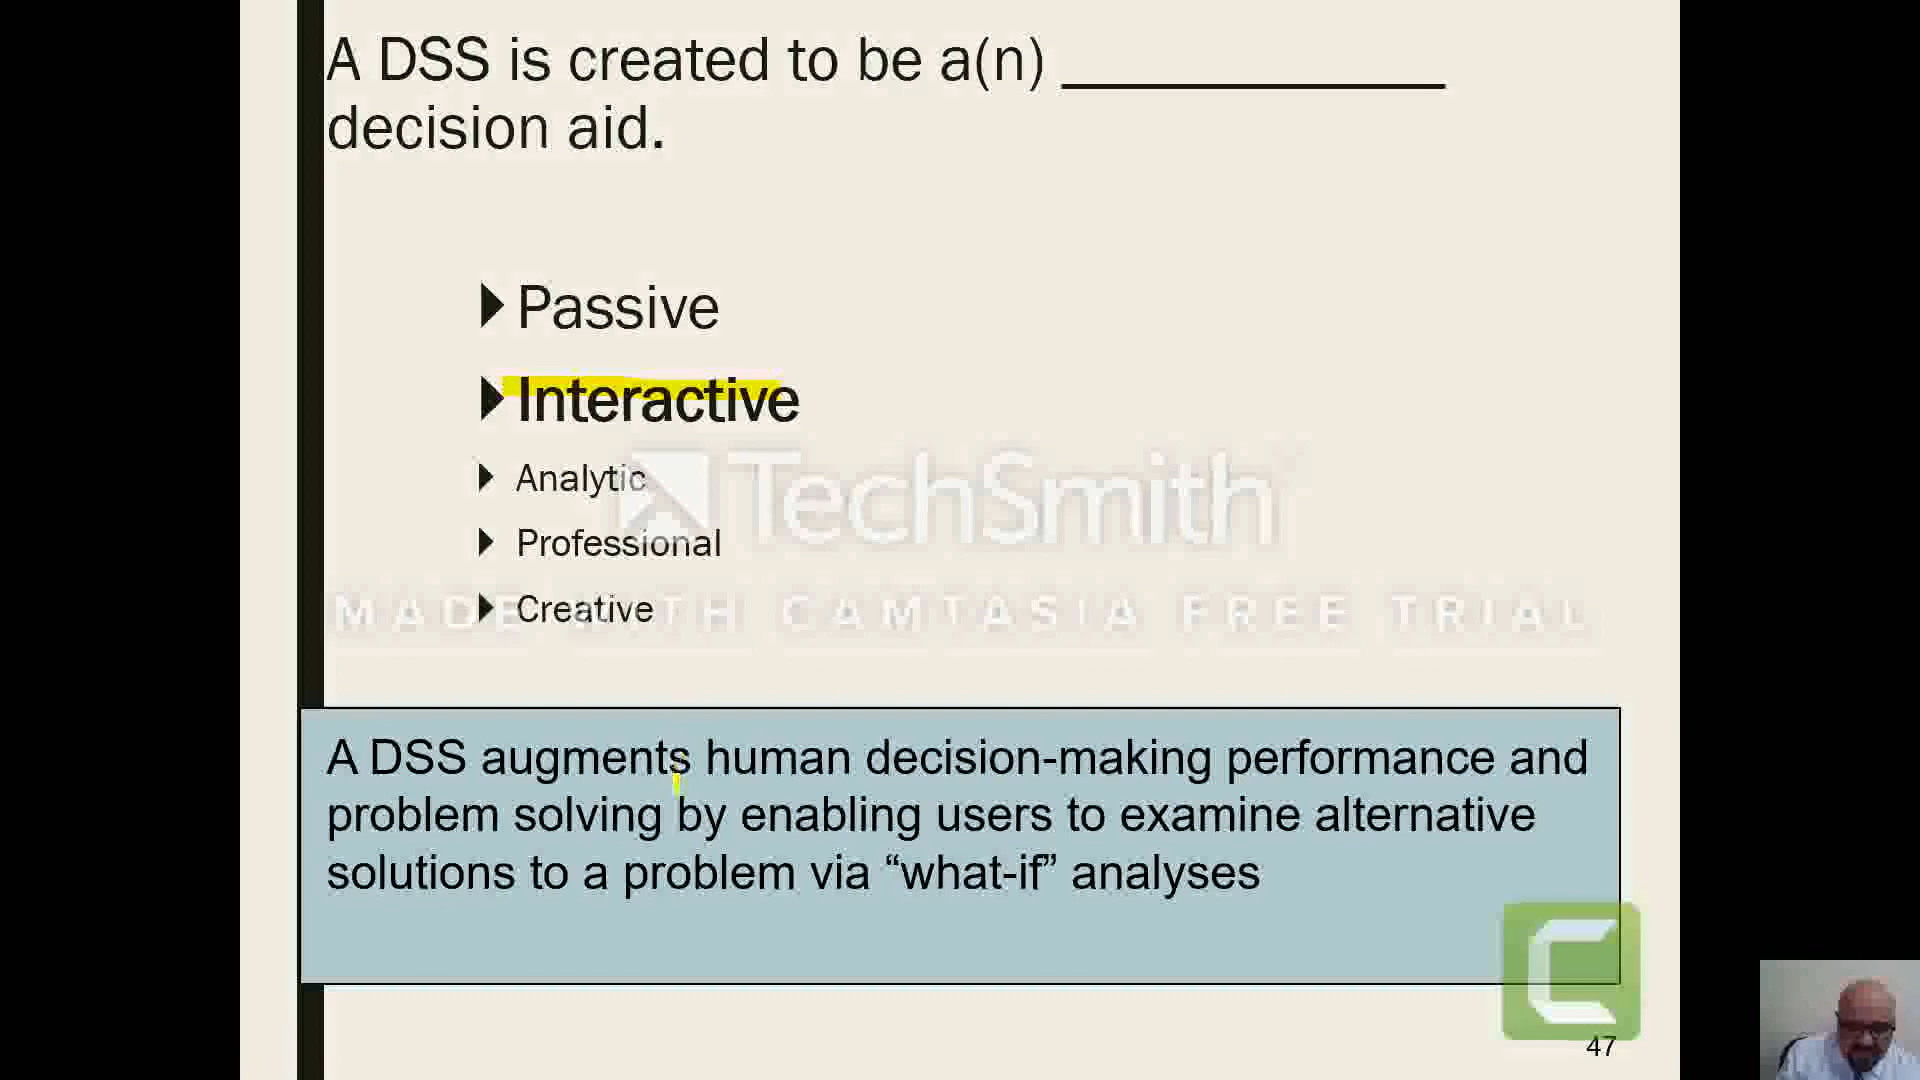 A DSS is created to be a(n) ______________
decision aid.
Passive
Interactive
Analytic
Professional
Creative
TechSmith
MADE WITH CAMTASIA FREE TRIAL
A DSS augments human decision-making performance and
problem solving by enabling users to examine alternative
solutions to a problem via “what-if” analyses
47